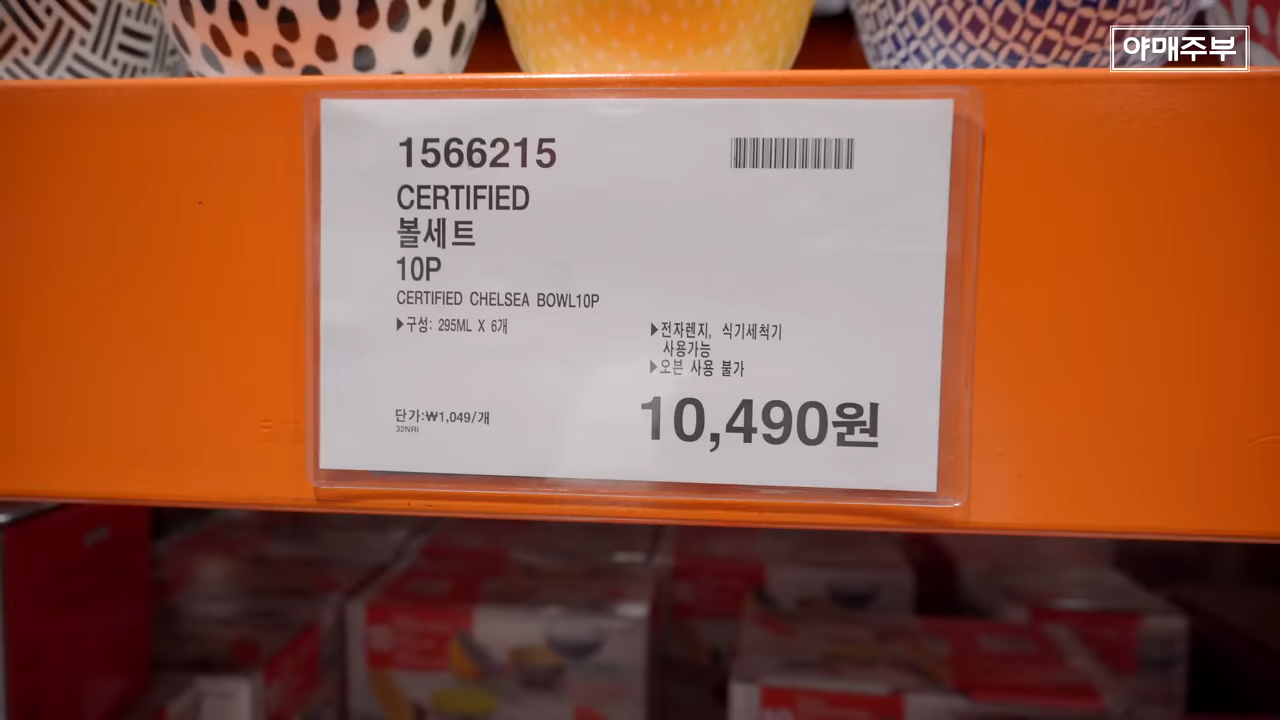 야매주부
1566215
CERTIFIED
볼세트
10P
CERTIFIED CHELSEA BOWL10P
▶구성: 295ML X 6개
▶전자렌지, 식기세척기
사용가능
▶오븐 사용 불가
단가:₩1,049/개
32NRI
10,490원